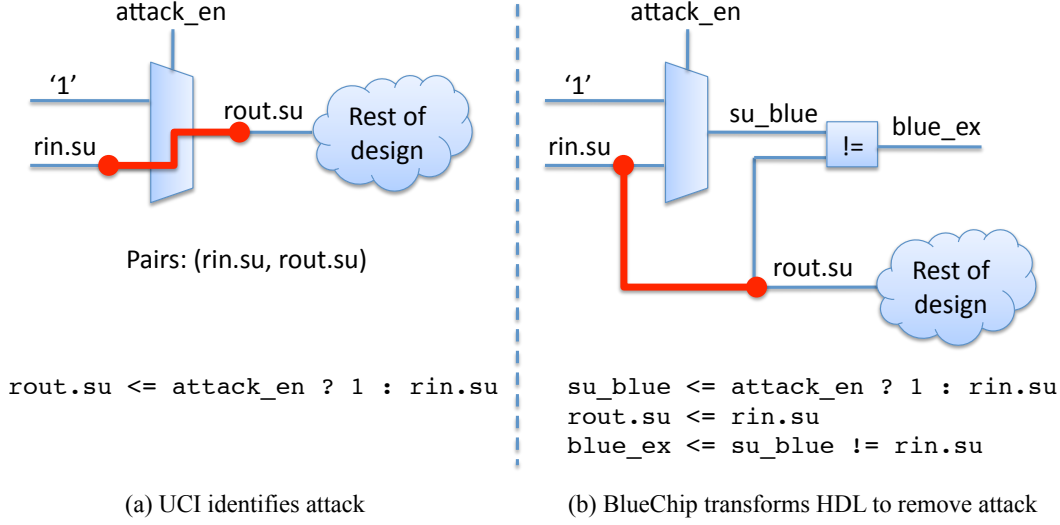 attack_en
‘1’
rin.su
rout.su
Rest of
design
Pairs: (rin.su, rout.su)
rout.su <= attack_en ? 1 : rin.su
(a) UCI identifies attack
attack_en
‘1’
rin.su
su_blue
!=
blue_ex
rout.su
Rest of
design
su_blue <= attack_en ? 1 : rin.su
rout.su <= rin.su
blue_ex <= su_blue != rin.su
(b) BlueChip transforms HDL to remove attack